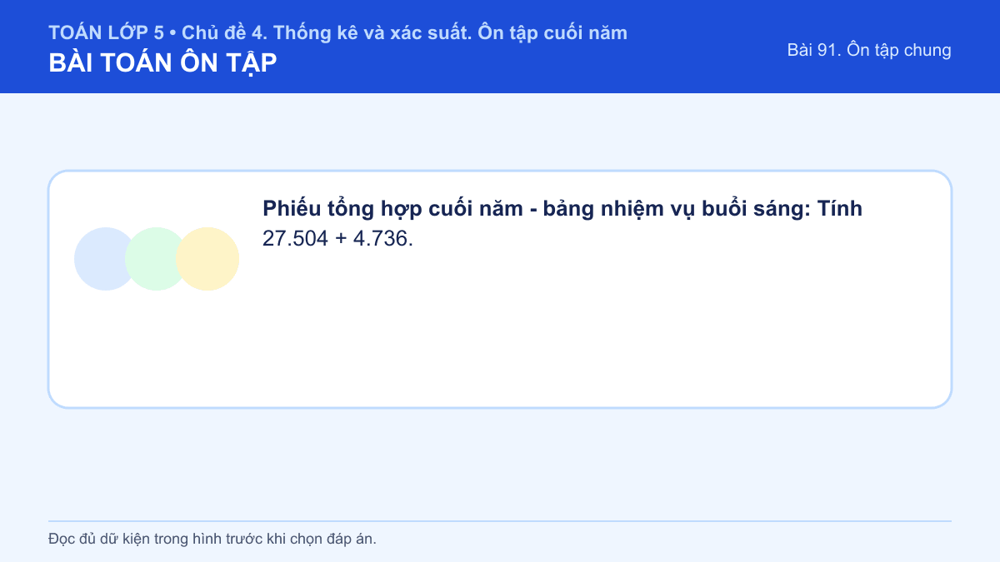 TOÁN LỚP 5 • Chủ đề 4. Thống kê và xác suất. Ôn tập cuối năm
BÀI TOÁN ÔN TẬP
Bài 91. Ôn tập chung
Phiếu tổng hợp cuối năm - bảng nhiệm vụ buổi sáng: Tính
27.504 + 4.736.
Đọc đủ dữ kiện trong hình trước khi chọn đáp án.